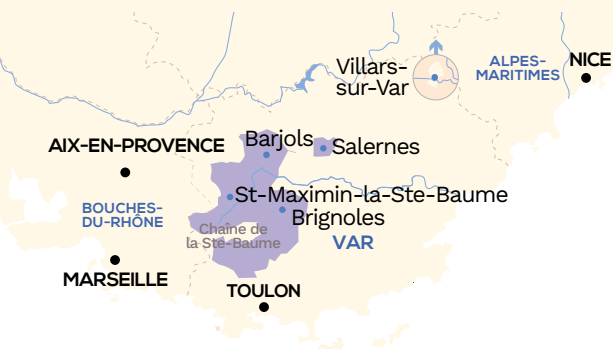 NICE
ALPES-
MARITIMES
Villars-
sur-Var
Barjols
Salernes
AIX-EN-PROVENCE
St-Maximin-la-Ste-Baume
Brignoles
BOUCHES-
DU-RHÔNE
Chaîne de
la Ste-Baume
VAR
MARSEILLE
TOULON